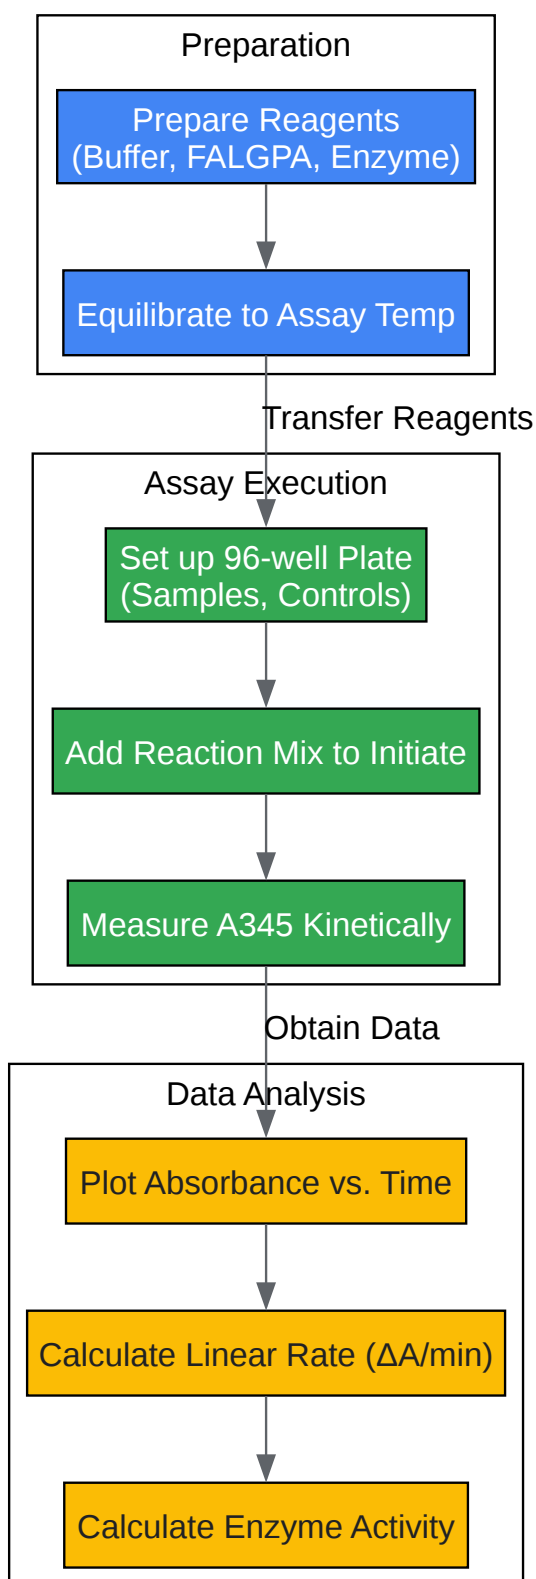 Preparation
Prepare Reagents
(Buffer, FALGPA, Enzyme)
Equilibrate to Assay Temp
Transfer Reagents
Assay Execution
Set up 96-well Plate
(Samples, Controls)
Add Reaction Mix to Initiate
Measure A345 Kinetically
Obtain Data
Data Analysis
Plot Absorbance vs. Time
Calculate Linear Rate (ΔA/min)
Calculate Enzyme Activity